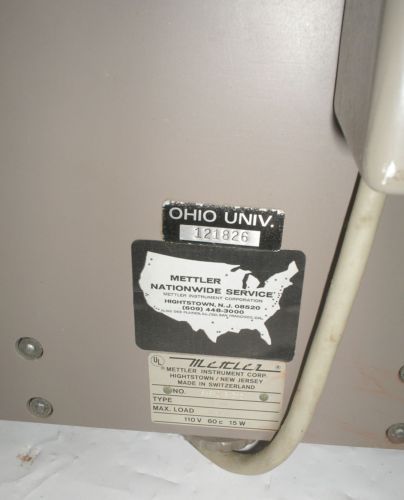 OHIO UNIV.
121826
METTLER
NATIONWIDE SERVICE
METTLER INSTRUMENT CORPORATION
HIGHTSTOWN, N.J. 08520
(609) 448-3000
UL
Mettler
METTLER INSTRUMENT CORP.
HIGHTSTOWN / NEW JERSEY
MADE IN SWITZERLAND
NO.
TYPE
MAX. LOAD
110 V 60 c 15 W